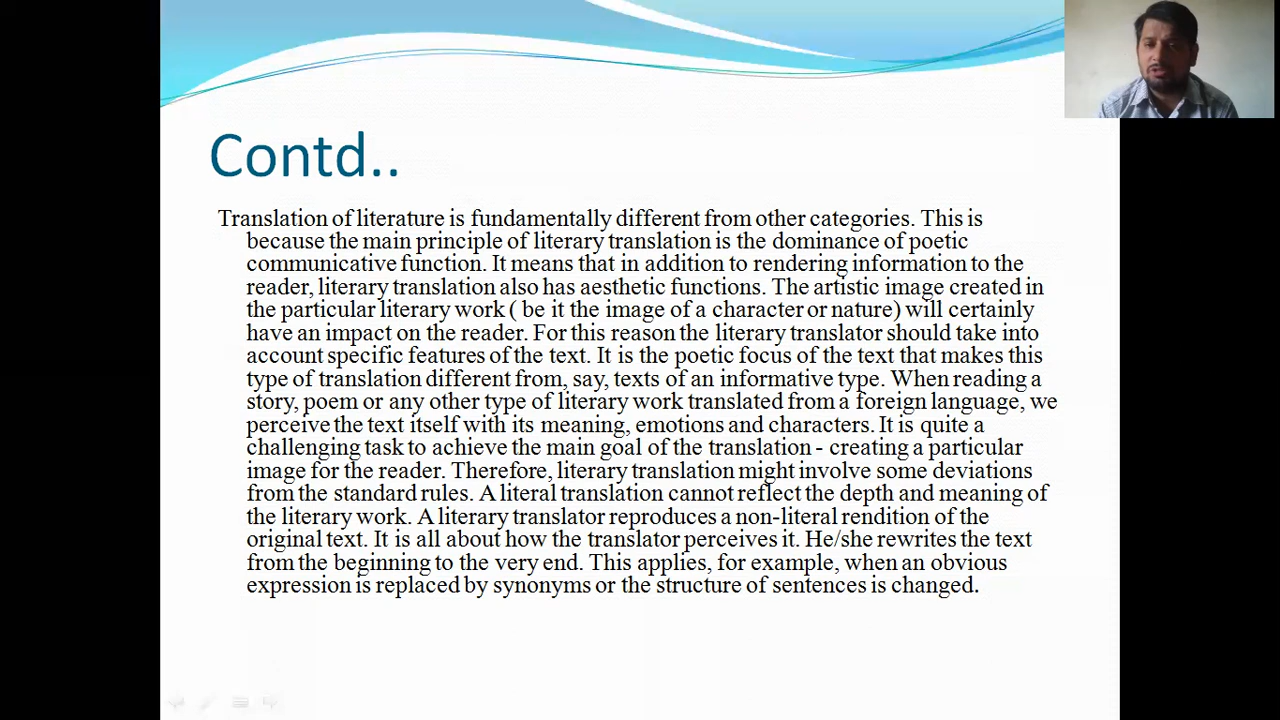 Contd..
Translation of literature is fundamentally different from other categories. This is
because the main principle of literary translation is the dominance of poetic
communicative function. It means that in addition to rendering information to the
reader, literary translation also has aesthetic functions. The artistic image created in
the particular literary work ( be it the image of a character or nature) will certainly
have an impact on the reader. For this reason the literary translator should take into
account specific features of the text. It is the poetic focus of the text that makes this
type of translation different from, say, texts of an informative type. When reading a
story, poem or any other type of literary work translated from a foreign language, we
perceive the text itself with its meaning, emotions and characters. It is quite a
challenging task to achieve the main goal of the translation - creating a particular
image for the reader. Therefore, literary translation might involve some deviations
from the standard rules. A literal translation cannot reflect the depth and meaning of
the literary work. A literary translator reproduces a non-literal rendition of the
original text. It is all about how the translator perceives it. He/she rewrites the text
from the beginning to the very end. This applies, for example, when an obvious
expression is replaced by synonyms or the structure of sentences is changed.